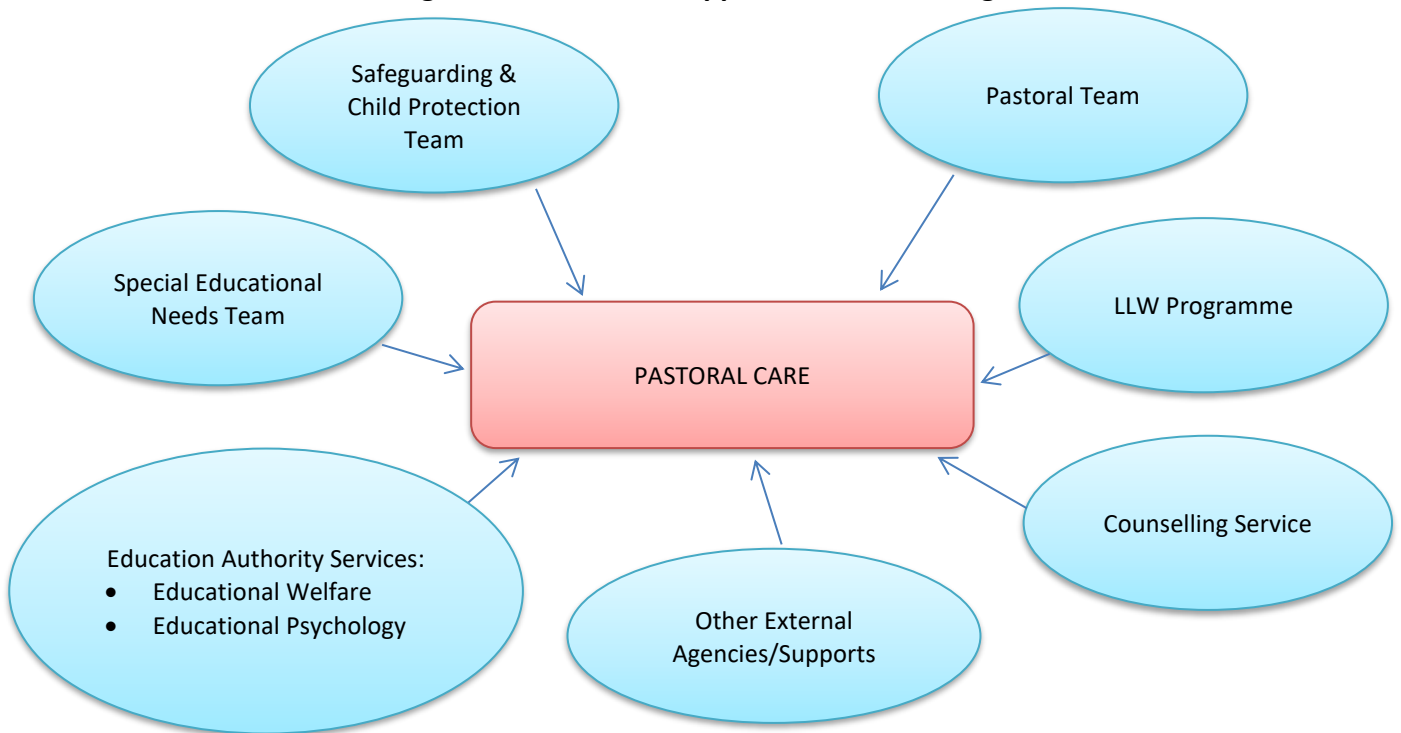 Safeguarding &
Child Protection
Team
Pastoral Team
Special Educational
Needs Team
LLW Programme
PASTORAL CARE
Education Authority Services:
• Educational Welfare
• Educational Psychology
Counselling Service
Other External
Agencies/Supports